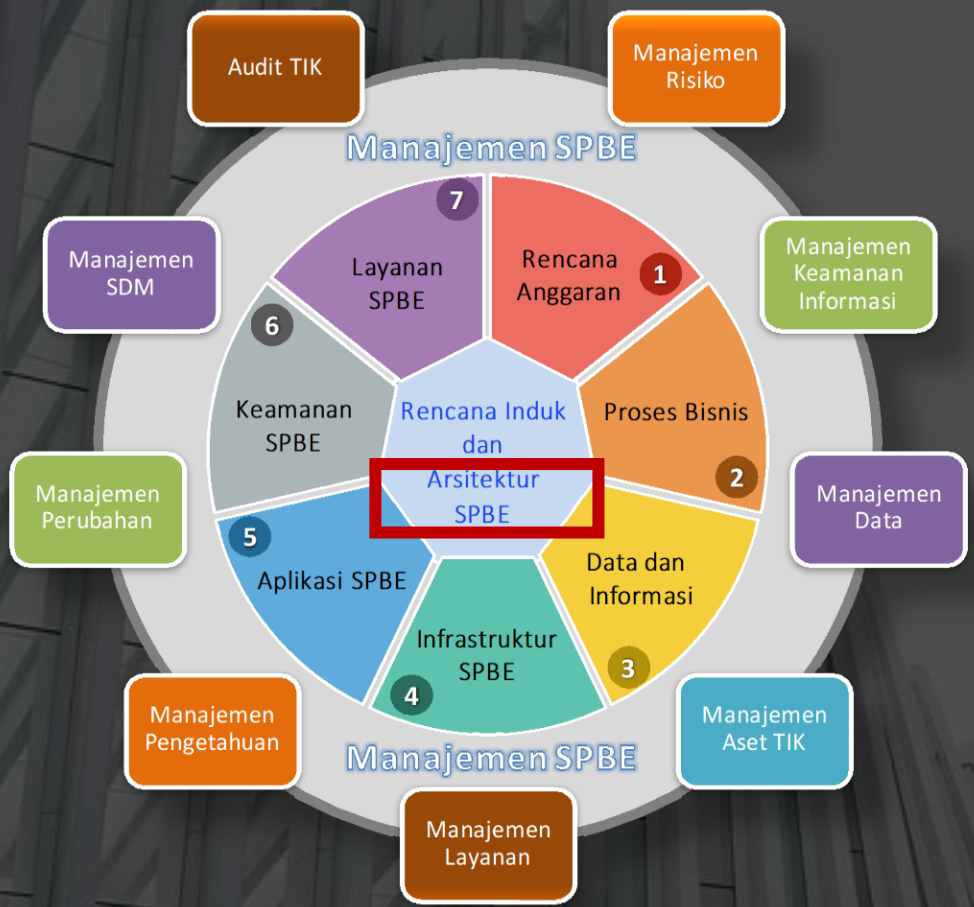 Audit TIK
Manajemen
Risiko
Manajemen SPBE
Manajemen
SDM
Manajemen
Keamanan
Informasi
7
Layanan
SPBE
Rencana
Anggaran
1
6
Keamanan
SPBE
Rencana Induk
dan
Arsitektur
SPBE
Proses Bisnis
2
Manajemen
Perubahan
Manajemen
Data
5
Aplikasi SPBE
Data dan
Informasi
3
Infrastruktur
SPBE
4
Manajemen
Pengetahuan
Manajemen
Aset TIK
Manajemen SPBE
Manajemen
Layanan